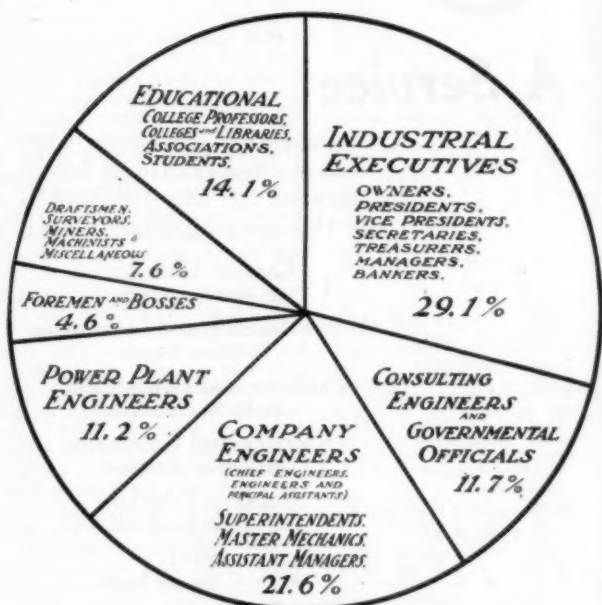 EDUCATIONAL
COLLEGE PROFESSORS,
COLLEGES and LIBRARIES,
ASSOCIATIONS,
STUDENTS.
14.1%
INDUSTRIAL
EXECUTIVES
OWNERS,
PRESIDENTS,
VICE PRESIDENTS,
SECRETARIES,
TREASURERS,
MANAGERS,
BANKERS.
29.1%
DRAFTSMEN,
SURVEYORS,
MINERS,
MACHINISTS &
MISCELLANEOUS
7.6%
FOREMEN AND BOSSES
4.6%
POWER PLANT
ENGINEERS
11.2%
COMPANY
ENGINEERS
(CHIEF ENGINEERS,
ENGINEERS AND
PRINCIPAL ASSISTANTS)
SUPERINTENDENTS.
MASTER MECHANICS.
ASSISTANT MANAGERS.
21.6%
CONSULTING
ENGINEERS
AND
GOVERNMENTAL
OFFICIALS
11.7%